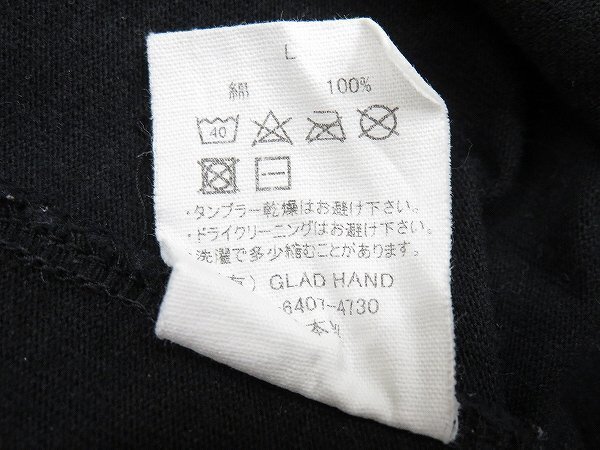 L
綿 100%
40
・タンブラー乾燥はお避け下さい。
・ドライクリーニングはお避け下さい。
・洗濯で多少縮むことがあります。
有）GLAD HAND
-6401-4730
本